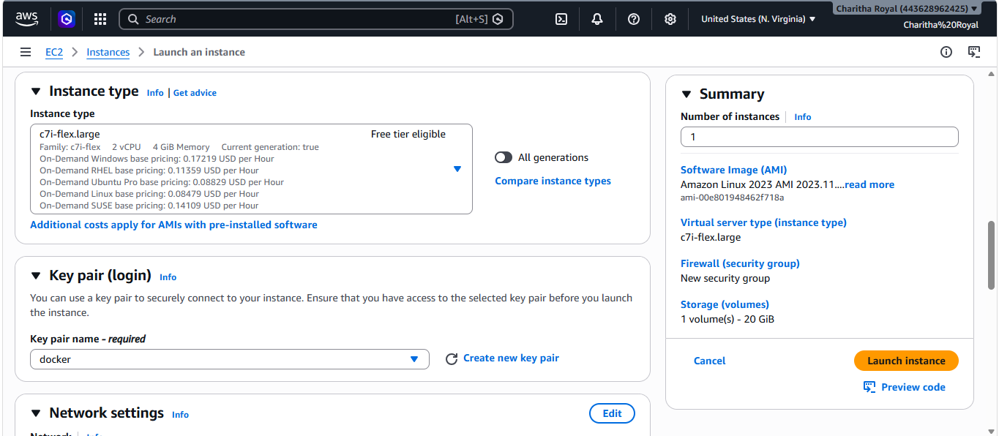 aws
Search [Alt+S]
United States (N. Virginia)
Charitha Royal (443628962425)
Charitha%20Royal
EC2 > Instances > Launch an instance
Instance type Info | Get advice
Instance type
c7i-flex.large Free tier eligible
Family: c7i-flex 2 vCPU 4 GiB Memory Current generation: true
On-Demand Windows base pricing: 0.17219 USD per Hour
On-Demand RHEL base pricing: 0.11359 USD per Hour
On-Demand Ubuntu Pro base pricing: 0.08829 USD per Hour
On-Demand Linux base pricing: 0.08479 USD per Hour
On-Demand SUSE base pricing: 0.14109 USD per Hour
All generations
Compare instance types
Additional costs apply for AMIs with pre-installed software
Key pair (login) Info
You can use a key pair to securely connect to your instance. Ensure that you have access to the selected key pair before you launch
the instance.
Key pair name - required
docker
Create new key pair
Network settings Info
Edit
Network Info
Summary
Number of instances Info
1
Software Image (AMI)
Amazon Linux 2023 AMI 2023.11....read more
ami-00e801948462f718a
Virtual server type (instance type)
c7i-flex.large
Firewall (security group)
New security group
Storage (volumes)
1 volume(s) - 20 GiB
Cancel
Launch instance
Preview code